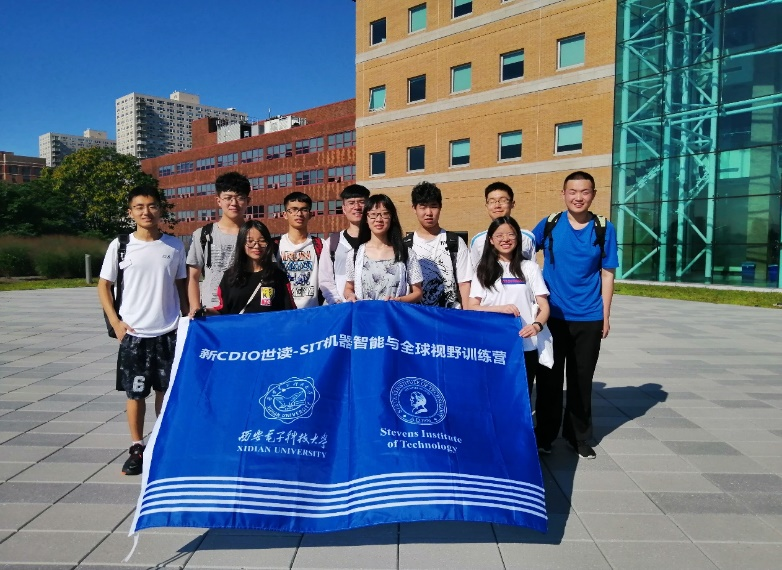 新CDIO世读-SIT机器智能与全球视野训练营
西安电子科技大学
XIDIAN UNIVERSITY
Stevens Institute
of Technology
6